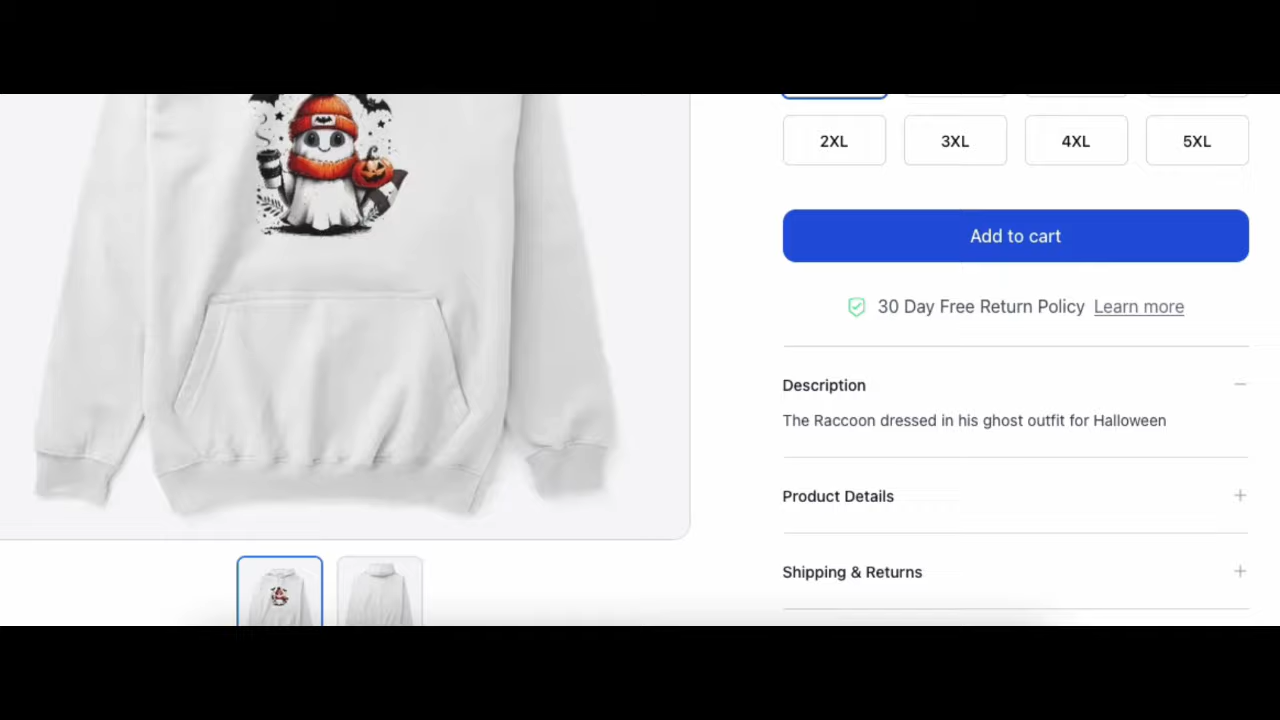 2XL
3XL
4XL
5XL
Add to cart
30 Day Free Return Policy Learn more
Description
The Raccoon dressed in his ghost outfit for Halloween
Product Details
Shipping & Returns